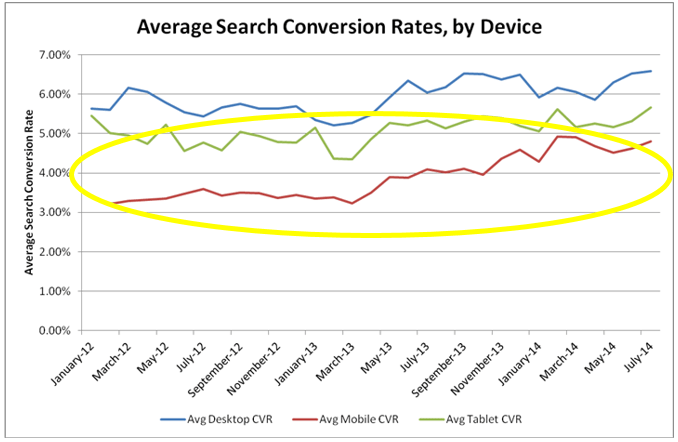 Average Search Conversion Rates, by Device
Average Search Conversion Rate
7.00%
6.00%
5.00%
4.00%
3.00%
2.00%
1.00%
0.00%
January-12
March-12
May-12
July-12
September-12
November-12
January-13
March-13
May-13
July-13
September-13
November-13
January-14
March-14
May-14
July-14
Avg Desktop CVR
Avg Mobile CVR
Avg Tablet CVR